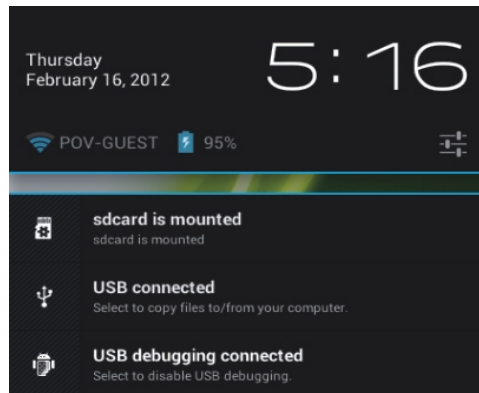 Thursday
February 16, 2012
5:16
POV-GUEST 95%
sdcard is mounted
sdcard is mounted
USB connected
Select to copy files to/from your computer.
USB debugging connected
Select to disable USB debugging.